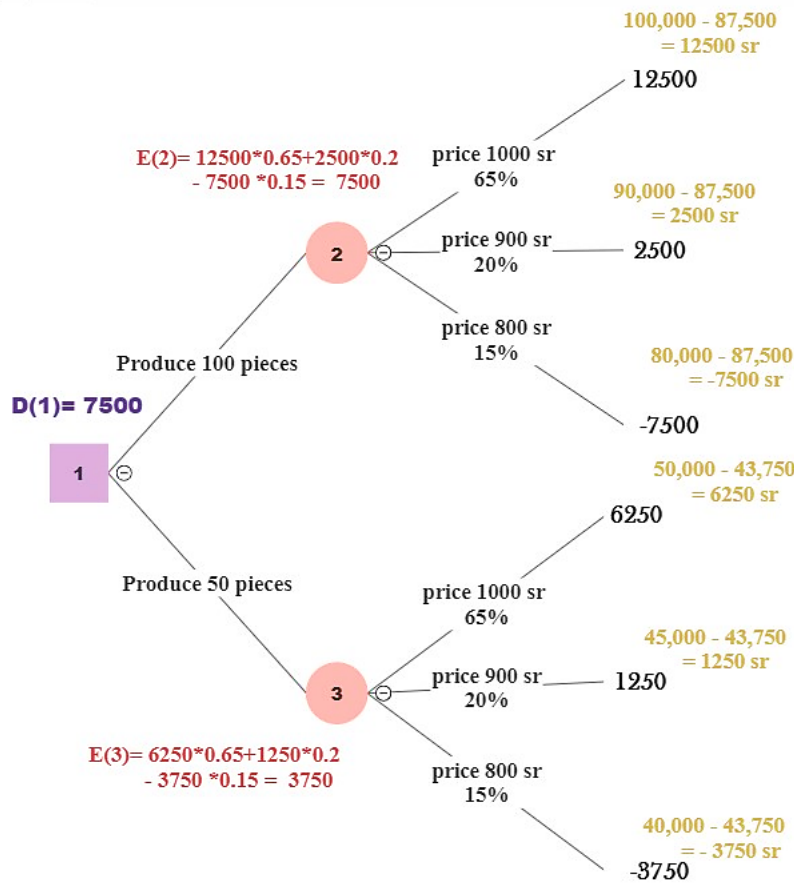 100,000 - 87,500
= 12500 sr
12500
E(2)= 12500*0.65+2500*0.2
- 7500 *0.15 = 7500
price 1000 sr
65%
90,000 - 87,500
= 2500 sr
2
price 900 sr
20%
2500
price 800 sr
15%
80,000 - 87,500
= -7500 sr
-7500
Produce 100 pieces
D(1)= 7500
1
50,000 - 43,750
= 6250 sr
6250
Produce 50 pieces
price 1000 sr
65%
45,000 - 43,750
= 1250 sr
3
price 900 sr
20%
1250
E(3)= 6250*0.65+1250*0.2
- 3750 *0.15 = 3750
price 800 sr
15%
40,000 - 43,750
= - 3750 sr
-3750